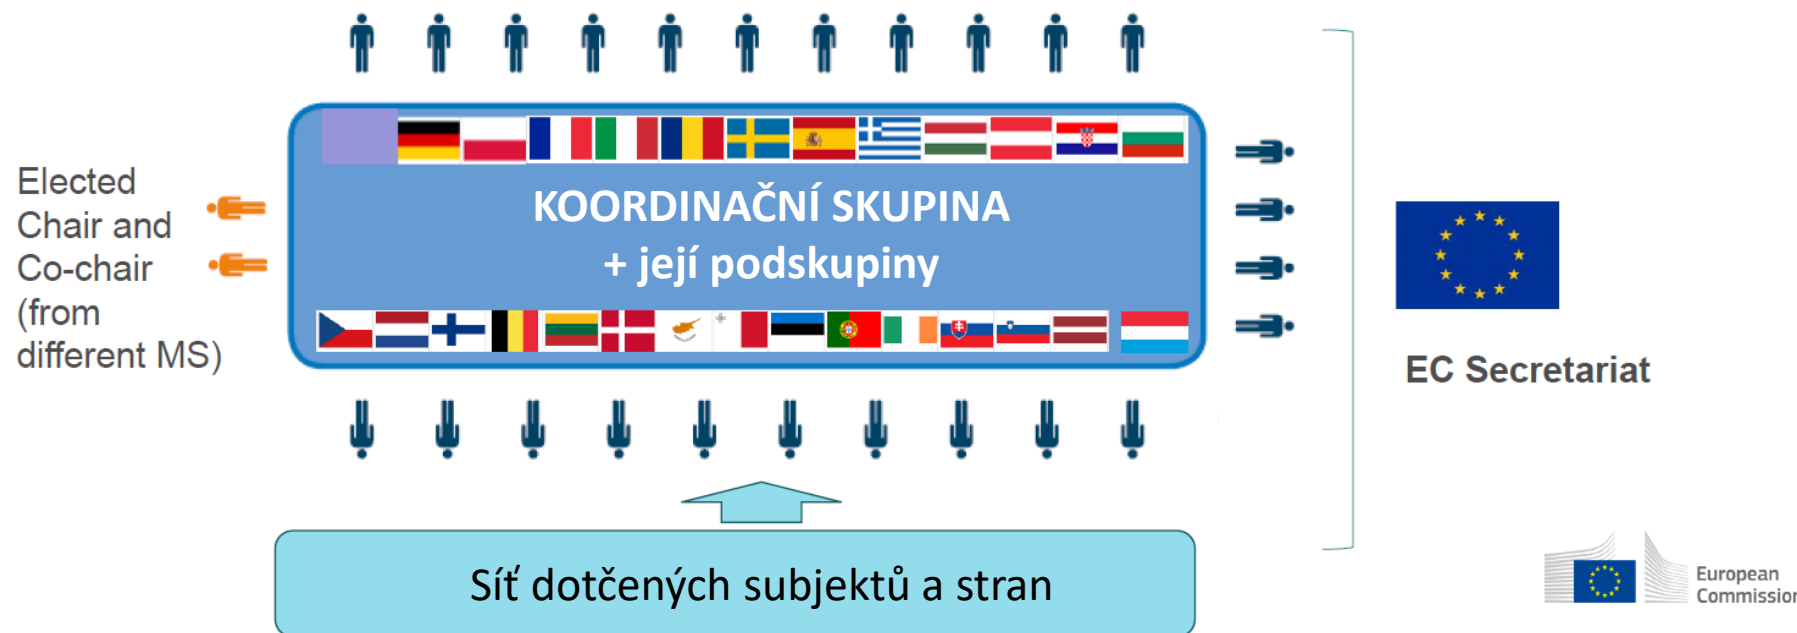 Elected
Chair and
Co-chair
(from
different MS)
KOORDINAČNÍ SKUPINA
+ její podskupiny
EC Secretariat
Síť dotčených subjektů a stran
European
Commission